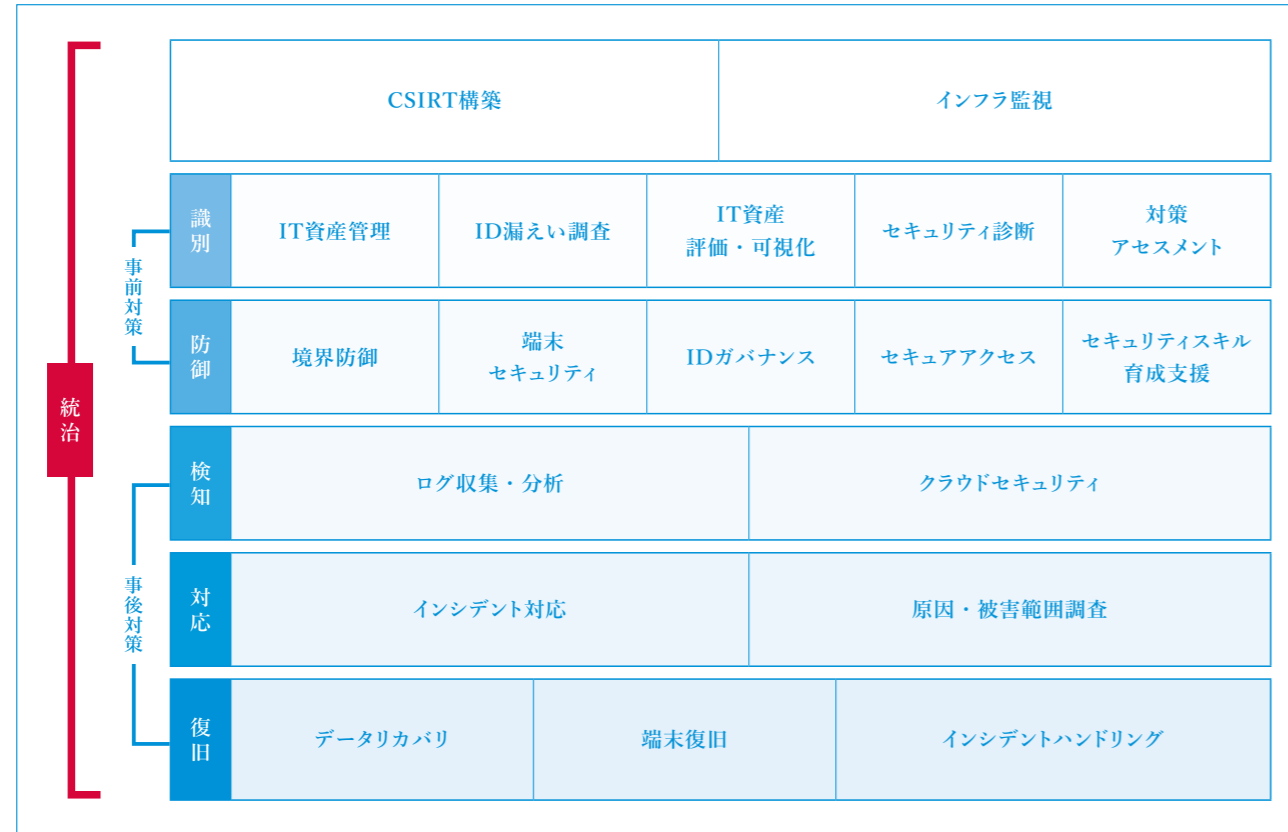 CSIRT構築
インフラ監視
統治
事前対策
識別
IT資産管理
ID漏えい調査
IT資産
評価・可視化
セキュリティ診断
対策
アセスメント
防御
境界防御
端末
セキュリティ
IDガバナンス
セキュアアクセス
セキュリティスキル
育成支援
事後対策
検知
ログ収集・分析
クラウドセキュリティ
対応
インシデント対応
原因・被害範囲調査
復旧
データリカバリ
端末復旧
インシデントハンドリング